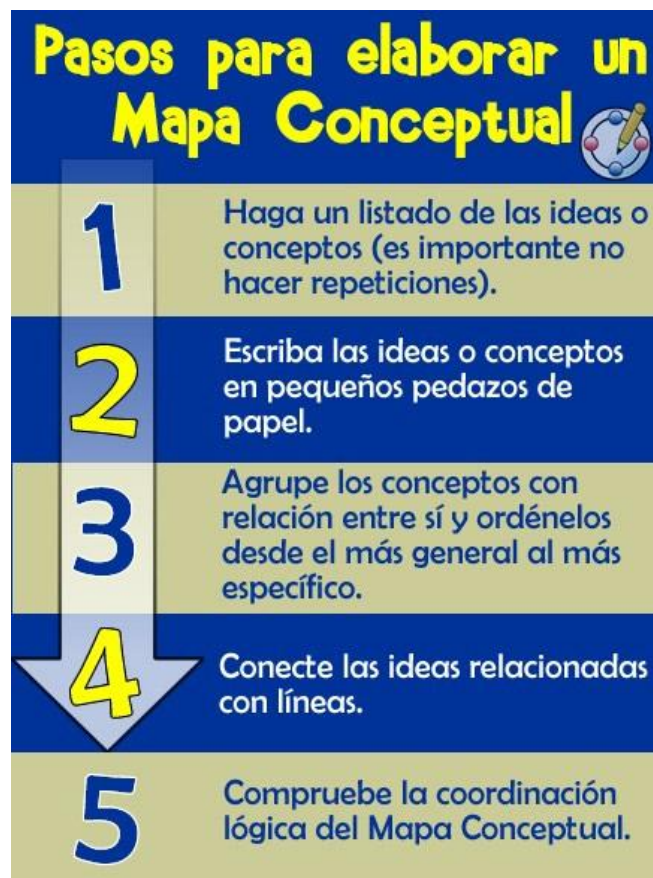 Pasos para elaborar un
Mapa Conceptual
1
Haga un listado de las ideas o
conceptos (es importante no
hacer repeticiones).
2
Escriba las ideas o conceptos
en pequeños pedazos de
papel.
3
Agrupe los conceptos con
relación entre sí y ordénelos
desde el más general al más
específico.
4
Conecte las ideas relacionadas
con líneas.
5
Compruebe la coordinación
lógica del Mapa Conceptual.